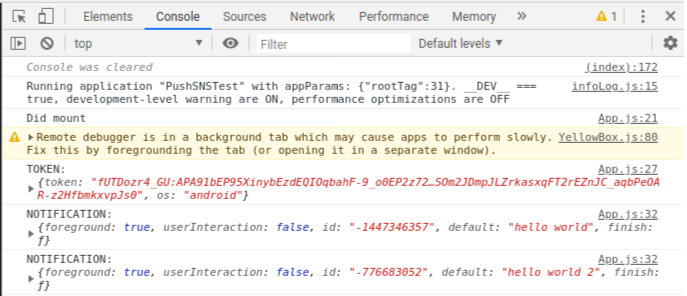 Elements Console Sources Network Performance Memory » 1
top Filter Default levels
Console was cleared (index):172
Running application "PushSNSTest" with appParams: {"rootTag":31}. __DEV__ === infoLog.js:15
true, development-level warning are ON, performance optimizations are OFF
Did mount App.js:21
Remote debugger is in a background tab which may cause apps to perform slowly. YellowBox.js:80
Fix this by foregrounding the tab (or opening it in a separate window).
TOKEN: App.js:27
{token: "fUTDozr4_GU:APA91bEP95XinybEzdEQIOqbahF-9_o0EP2z72…SOm2JDmpJLZrkasxqFT2rEZnJC_aqbPeOA
R-z2HfbmkxvpJs0", os: "android"}
NOTIFICATION: App.js:32
{foreground: true, userInteraction: false, id: "-1447346357", default: "hello world", finish:
ƒ}
NOTIFICATION: App.js:32
{foreground: true, userInteraction: false, id: "-776683052", default: "hello world 2", finish:
ƒ}